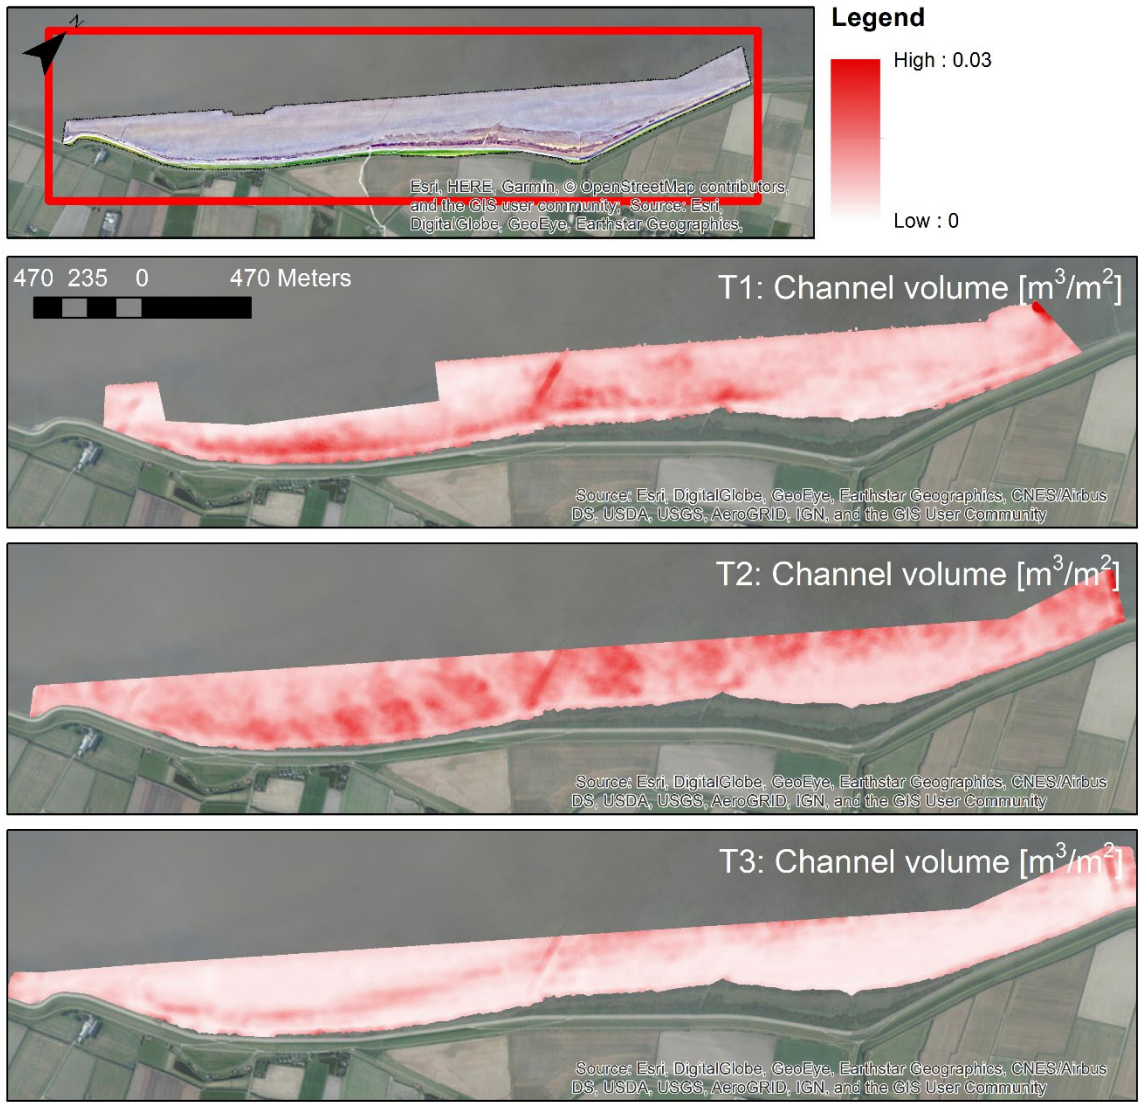 N
Legend
High : 0.03
Low : 0
Esri, HERE, Garmin, © OpenStreetMap contributors,
and the GIS user community; Source: Esri,
DigitalGlobe, GeoEye, Earthstar Geographics,
470 235 0 470 Meters
T1: Channel volume [m³/m²]
Source: Esri, DigitalGlobe, GeoEye, Earthstar Geographics, CNES/Airbus
DS, USDA, USGS, AeroGRID, IGN, and the GIS User Community
T2: Channel volume [m³/m²]
Source: Esri, DigitalGlobe, GeoEye, Earthstar Geographics, CNES/Airbus
DS, USDA, USGS, AeroGRID, IGN, and the GIS User Community
T3: Channel volume [m³/m²]
Source: Esri, DigitalGlobe, GeoEye, Earthstar Geographics, CNES/Airbus
DS, USDA, USGS, AeroGRID, IGN, and the GIS User Community